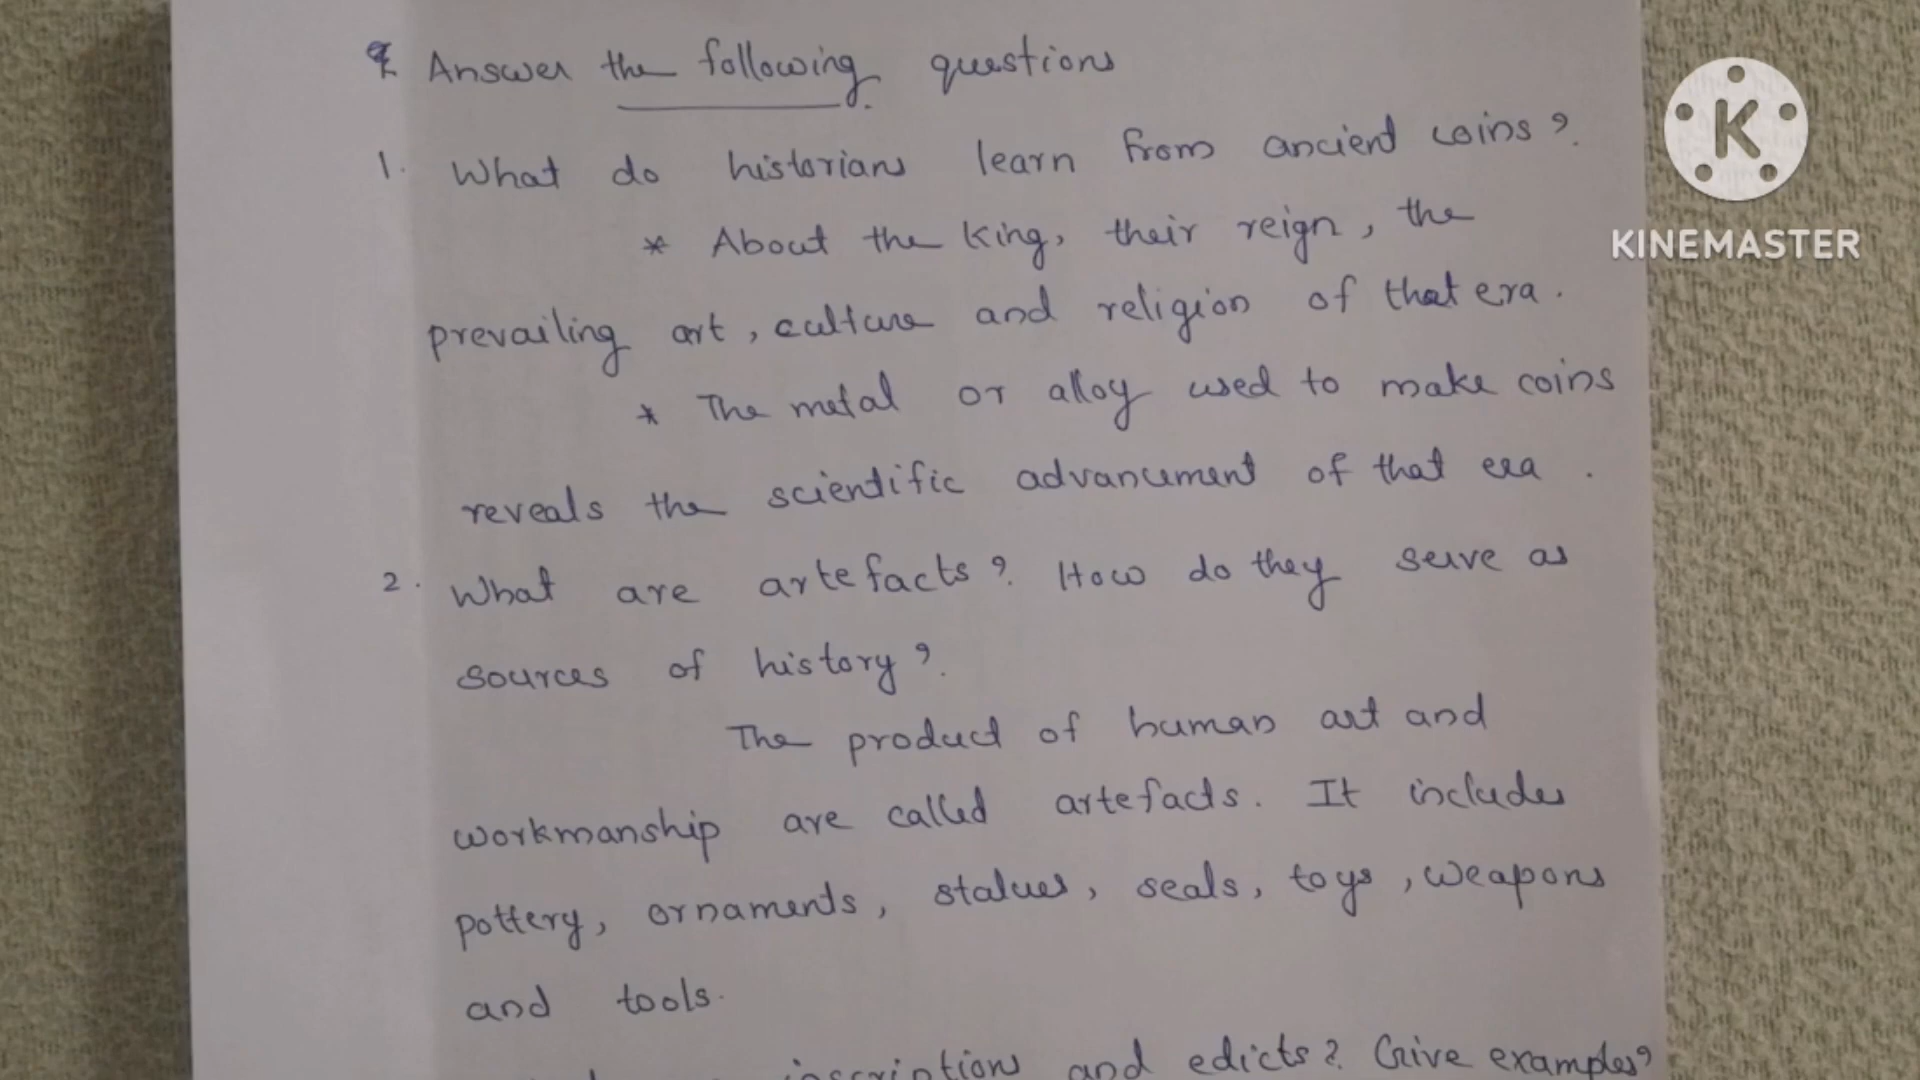 Answer the following questions
1. What do historians learn from ancient coins?
* About the king, their reign, the
prevailing art, culture and religion of that era.
* The metal or alloy used to make coins
reveals the scientific advancement of that era.
2. What are artefacts? How do they serve as
sources of history?
The product of human art and
workmanship are called artefacts. It includes
pottery, ornaments, statues, seals, toys, weapons
and tools.
inscriptions and edicts? Give examples?
K
KINEMASTER